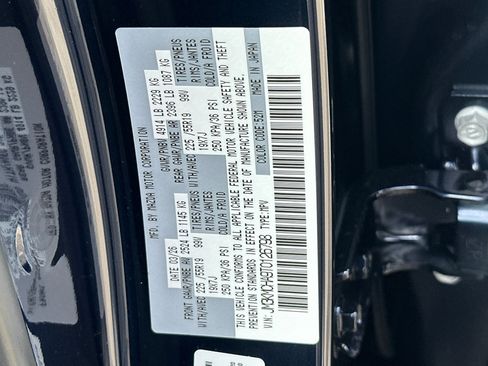 MFD. BY MAZDA MOTOR CORPORATION
DATE: 03/26 GVWR/PNBV 4914 LB 2229 KG
FRONT GAWR/PNBE AV 2524 LB 1145 KG REAR GAWR/PNBE AR 2396 LB 1087 KG
WITH/AVEC 225/55R19 99V TIRES/PNEUS WITH/AVEC 225/55R19 99V TIRES/PNEUS
19X7J RIMS/JANTES 19X7J RIMS/JANTES
250 KPA/36 PSI COLD/A FROID 250 KPA/36 PSI COLD/A FROID
THIS VEHICLE CONFORMS TO ALL APPLICABLE FEDERAL MOTOR VEHICLE SAFETY AND THEFT
PREVENTION STANDARDS IN EFFECT ON THE DATE OF MANUFACTURE SHOWN ABOVE.
TYPE:MPV COLOR CODE:52M MADE IN JAPAN